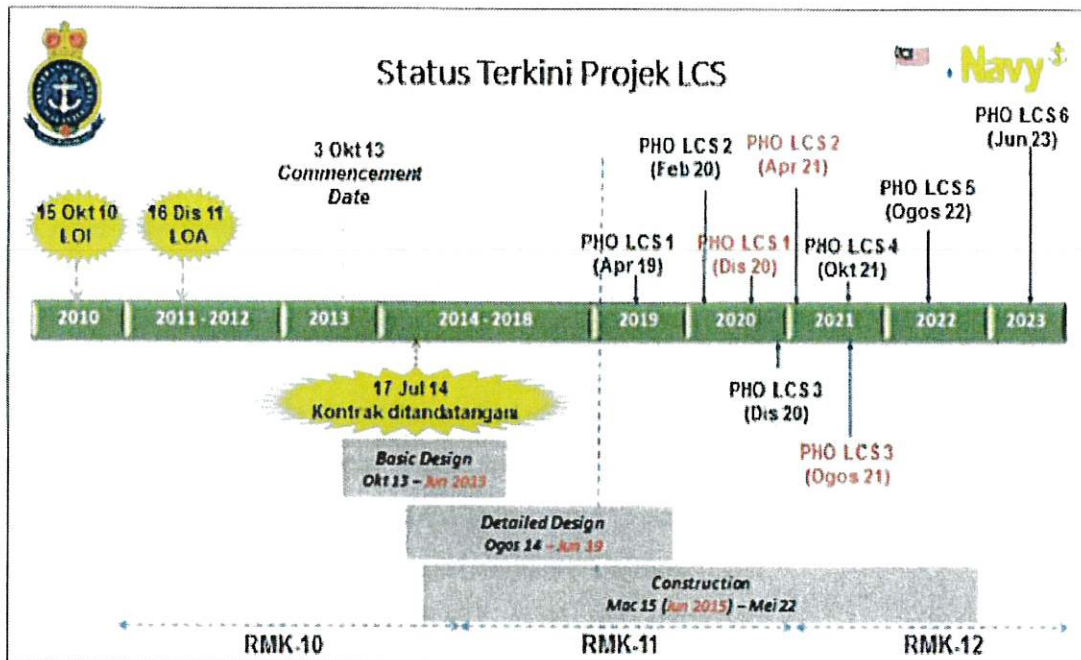 Status Terkini Projek LCS
Navy
3 Okt 13
Commencement
Date
15 Okt 10
LOI
16 Dis 11
LOA
PHO LCS 1
(Apr 19)
PHO LCS 2
(Feb 20)
PHO LCS 1
(Dis 20)
PHO LCS 2
(Apr 21)
PHO LCS 4
(Okt 21)
PHO LCS 5
(Ogos 22)
PHO LCS 6
(Jun 23)
2010
2011 - 2012
2013
2014 - 2018
2019
2020
2021
2022
2023
17 Jul 14
Kontrak ditandatangani
PHO LCS 3
(Dis 20)
PHO LCS 3
(Ogos 21)
Basic Design
Okt 13 – Jun 2015
Detailed Design
Ogos 14 – Jun 19
Construction
Mac 15 (Jun 2015) – Mei 22
RMK-10
RMK-11
RMK-12